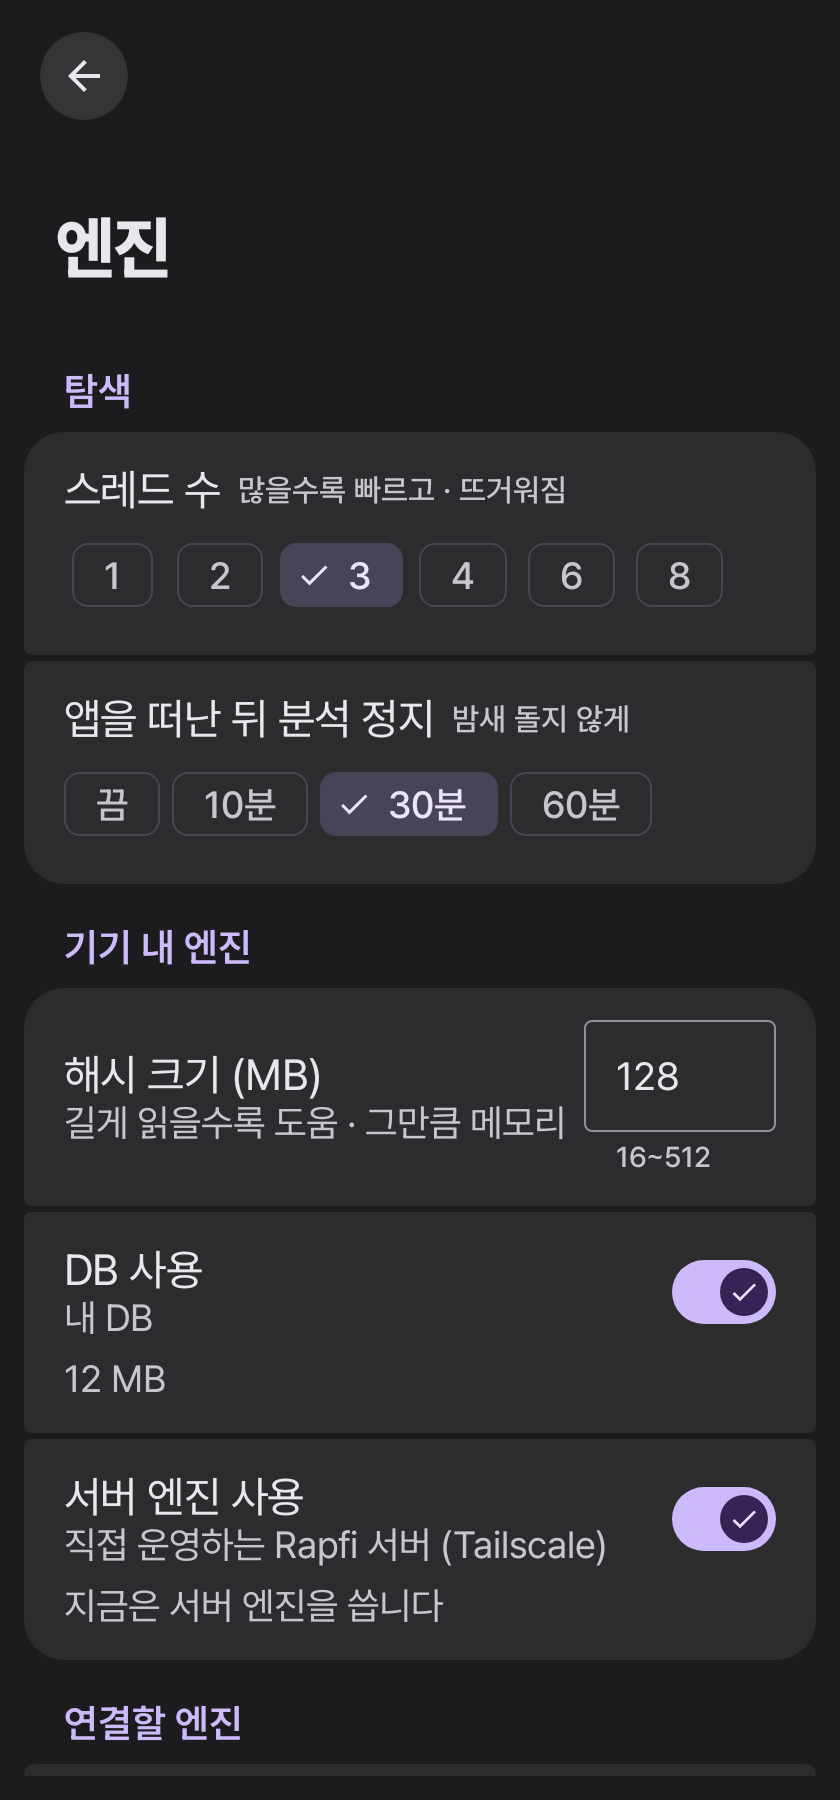 엔진
탐색
스레드 수 많을수록 빠르고 · 뜨거워짐
1 2 3 4 6 8
앱을 떠난 뒤 분석 정지 밤새 돌지 않게
끔 10분 30분 60분
기기 내 엔진
해시 크기 (MB)
길게 읽을수록 도움 · 그만큼 메모리
128
16~512
DB 사용
내 DB
12 MB
서버 엔진 사용
직접 운영하는 Rapfi 서버 (Tailscale)
지금은 서버 엔진을 씁니다
연결할 엔진